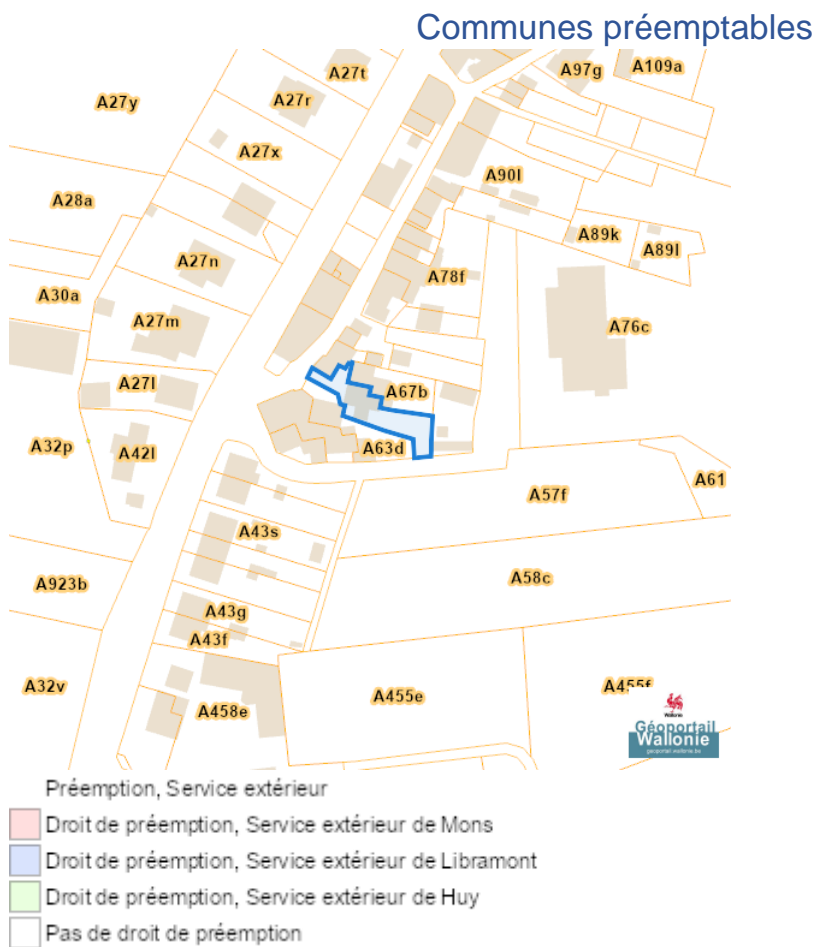 Communes préemptables
A27t
A97g
A109a
A27y
A27r
A27x
A90l
A28a
A89k
A89l
A27n
A78f
A30a
A27m
A76c
A27l
A67b
A32p
A42l
A63d
A61
A57f
A43s
A58c
A923b
A43g
A43f
A32v
A455e
A455f
A458e
Wallonie
Géoportail
Wallonie
geoportail.wallonie.be
Préemption, Service extérieur
Droit de préemption, Service extérieur de Mons
Droit de préemption, Service extérieur de Libramont
Droit de préemption, Service extérieur de Huy
Pas de droit de préemption